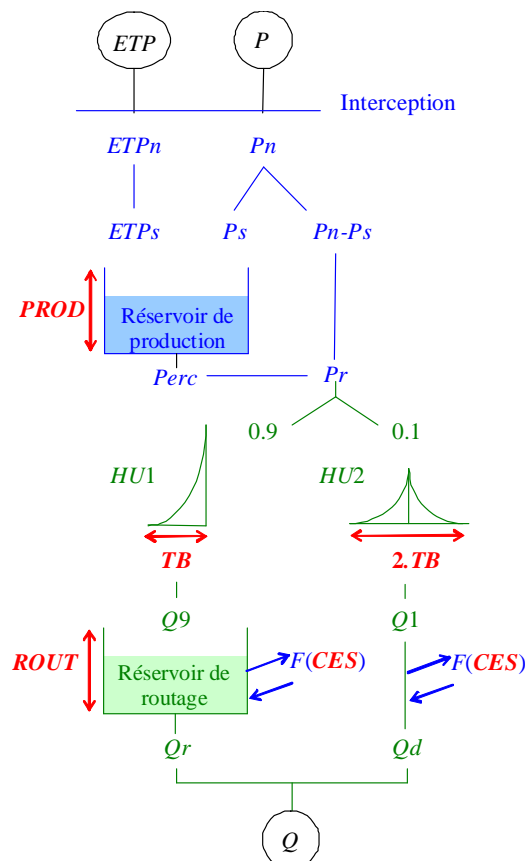 ETP
P
Interception
ETPn
Pn
ETPs
Ps
Pn-Ps
PROD
Réservoir de
production
Perc
Pr
0.9
0.1
HU1
HU2
TB
2.TB
Q9
Q1
ROUT
Réservoir de
routage
F(CES)
F(CES)
Qr
Qd
Q